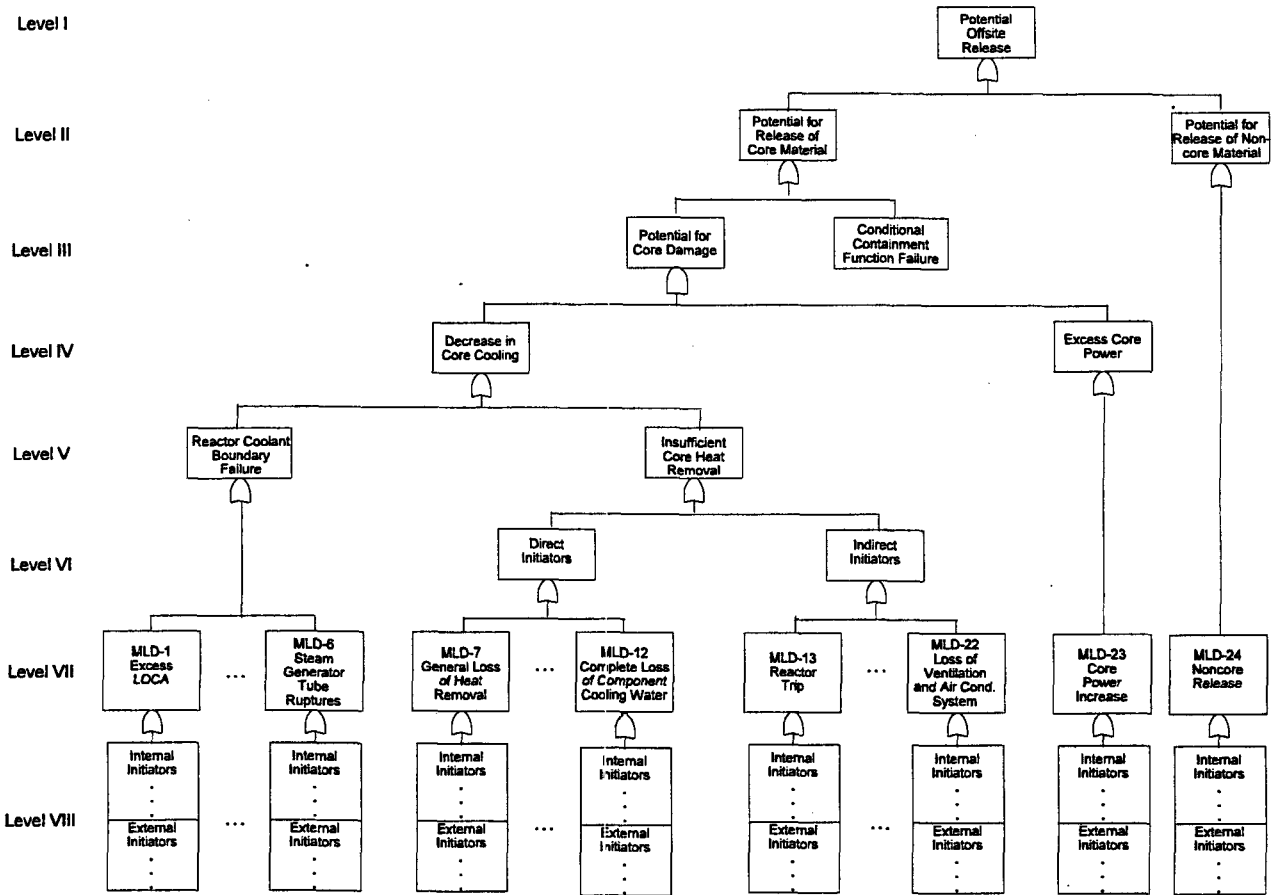 Level I
Potential
Offsite
Release
Level II
Potential for
Release of
Core Material
Potential for
Release of Non-
core Material
Level III
Potential for
Core Damage
Conditional
Containment
Function Failure
Level IV
Decrease in
Core Cooling
Excess Core
Power
Level V
Reactor Coolant
Boundary
Failure
Insufficient
Core Heat
Removal
Level VI
Direct
Initiators
Indirect
Initiators
Level VII
MLD-1
Excess
LOCA
...
MLD-6
Steam
Generator
Tube
Ruptures
MLD-7
General Loss
of Heat
Removal
...
MLD-12
Complete Loss
of Component
Cooling Water
MLD-13
Reactor
Trip
...
MLD-22
Loss of
Ventilation
and Air Cond.
System
MLD-23
Core
Power
Increase
MLD-24
Noncore
Release
Level VIII
Internal
Initiators
External
Initiators
...
Internal
Initiators
External
Initiators
Internal
Initiators
External
Initiators
...
Internal
Initiators
External
Initiators
Internal
Initiators
External
Initiators
...
Internal
Initiators
External
Initiators
Internal
Initiators
External
Initiators
Internal
Initiators
External
Initiators